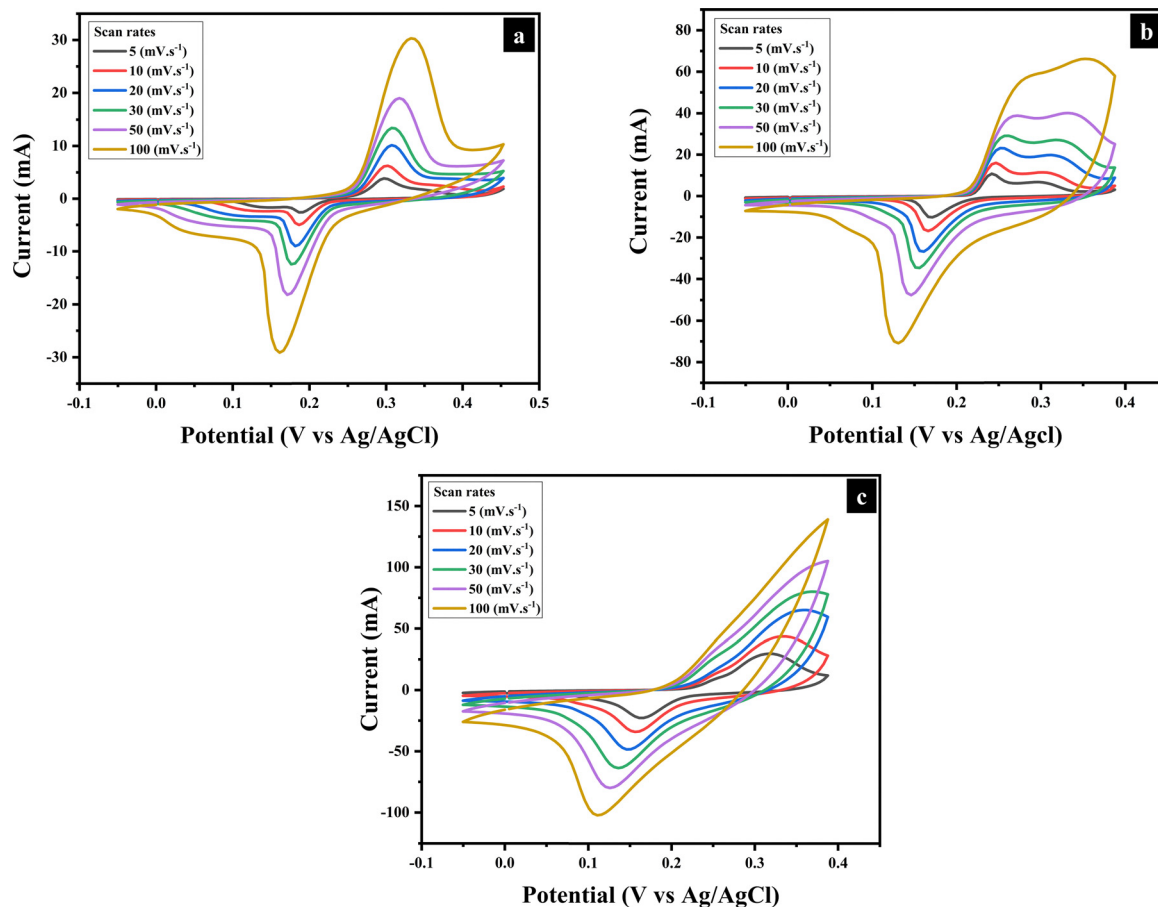 a
Scan rates
5 (mV.s⁻¹)
10 (mV.s⁻¹)
20 (mV.s⁻¹)
30 (mV.s⁻¹)
50 (mV.s⁻¹)
100 (mV.s⁻¹)
Current (mA)
30
20
10
0
-10
-20
-30
-0.1
0.0
0.1
0.2
0.3
0.4
0.5
Potential (V vs Ag/AgCl)
b
Scan rates
5 (mV.s⁻¹)
10 (mV.s⁻¹)
20 (mV.s⁻¹)
30 (mV.s⁻¹)
50 (mV.s⁻¹)
100 (mV.s⁻¹)
Current (mA)
80
60
40
20
0
-20
-40
-60
-80
-0.1
0.0
0.1
0.2
0.3
0.4
Potential (V vs Ag/Agcl)
c
Scan rates
5 (mV.s⁻¹)
10 (mV.s⁻¹)
20 (mV.s⁻¹)
30 (mV.s⁻¹)
50 (mV.s⁻¹)
100 (mV.s⁻¹)
Current (mA)
150
100
50
0
-50
-100
-0.1
0.0
0.1
0.2
0.3
0.4
Potential (V vs Ag/AgCl)